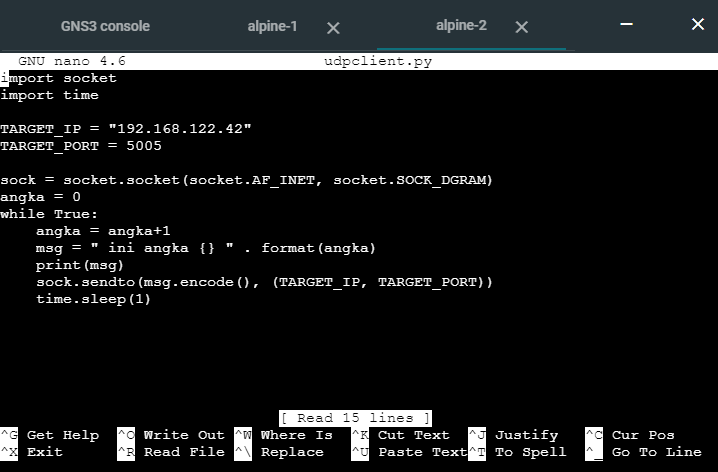 GNS3 console alpine-1 alpine-2
GNU nano 4.6 udpclient.py
import socket
import time
TARGET_IP = "192.168.122.42"
TARGET_PORT = 5005
sock = socket.socket(socket.AF_INET, socket.SOCK_DGRAM)
angka = 0
while True:
    angka = angka+1
    msg = " ini angka {} " . format(angka)
    print(msg)
    sock.sendto(msg.encode(), (TARGET_IP, TARGET_PORT))
    time.sleep(1)
[ Read 15 lines ]
^G Get Help ^O Write Out ^W Where Is ^K Cut Text ^J Justify ^C Cur Pos
^X Exit ^R Read File ^\ Replace ^U Paste Text ^T To Spell ^_ Go To Line